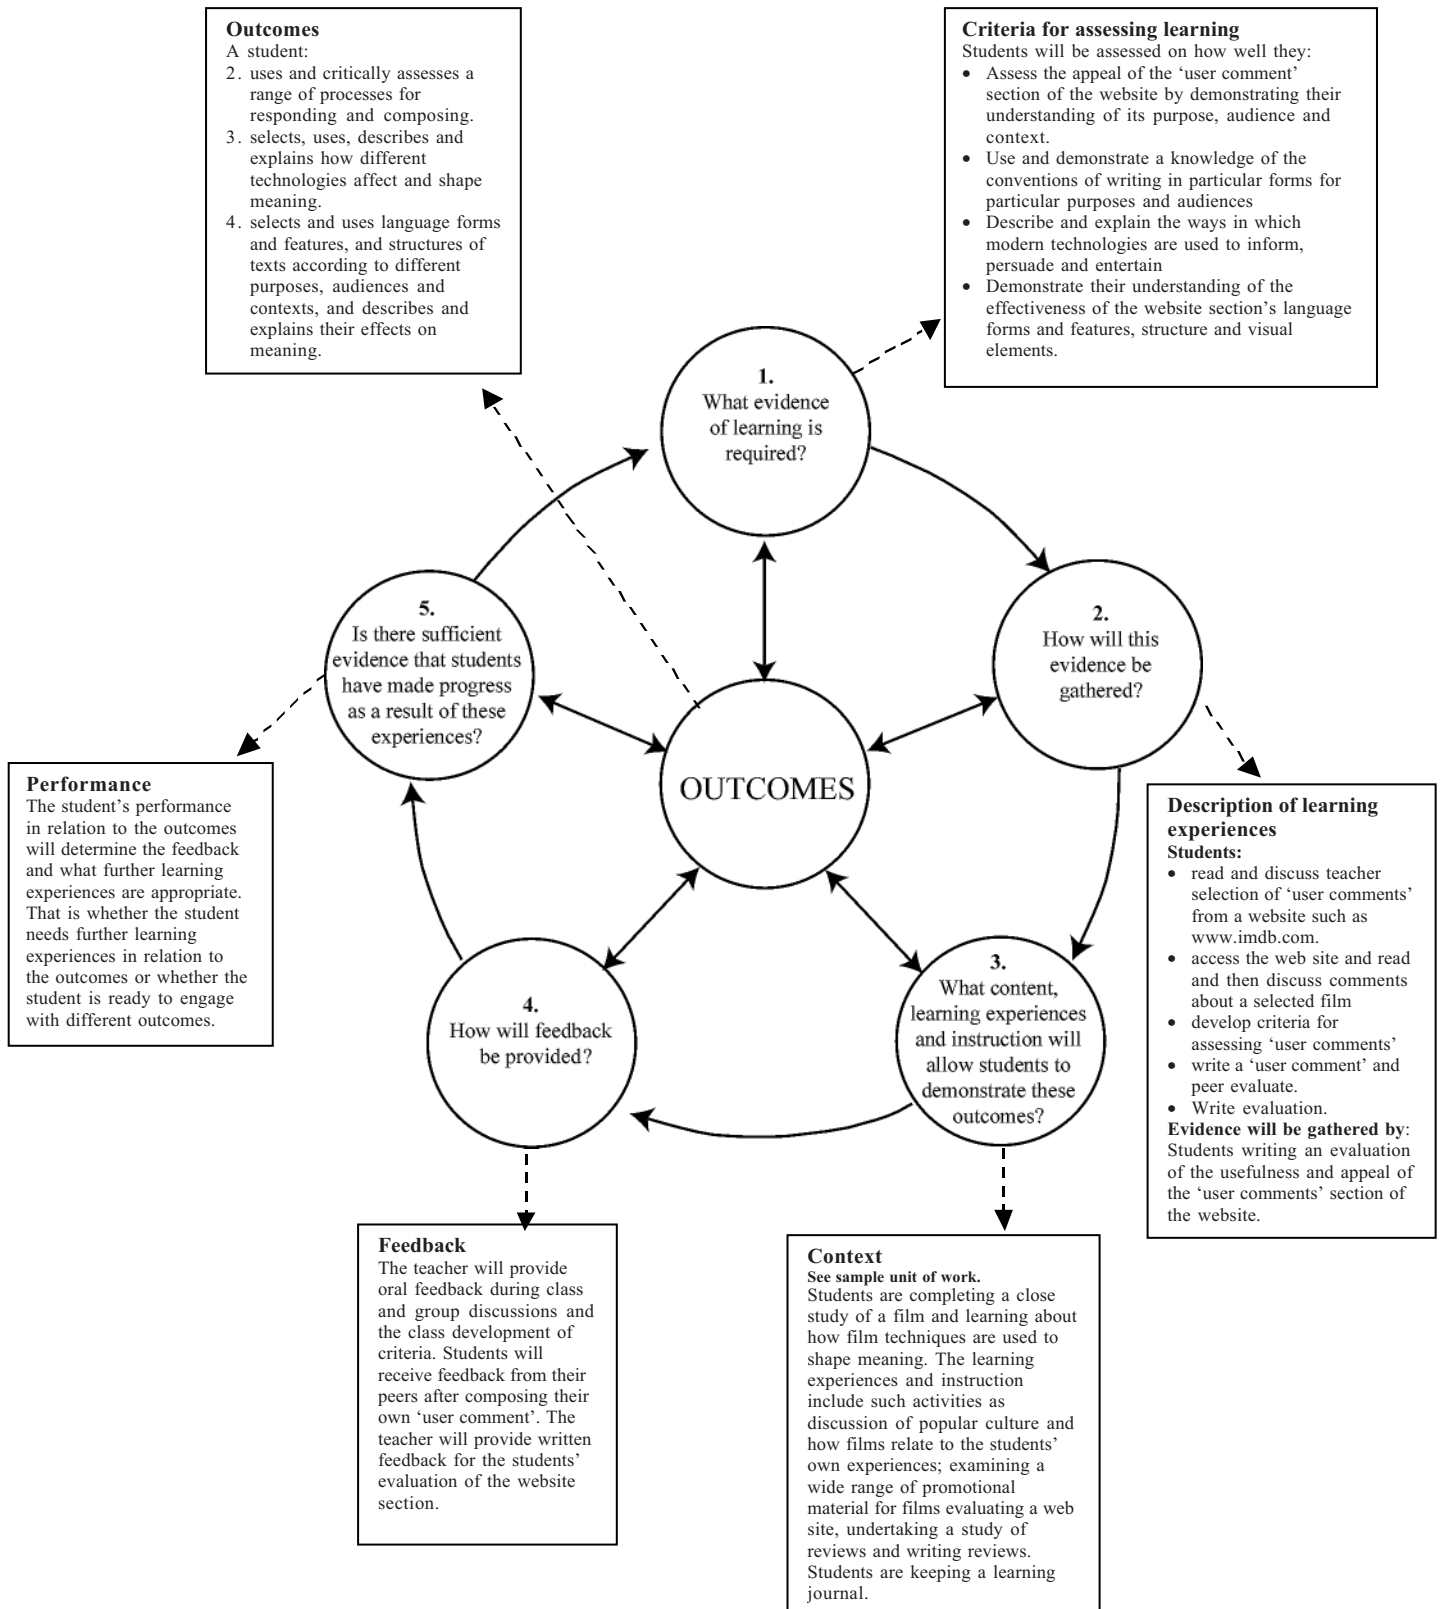 Outcomes
A student:
2. uses and critically assesses a
range of processes for
responding and composing.
3. selects, uses, describes and
explains how different
technologies affect and shape
meaning.
4. selects and uses language forms
and features, and structures of
texts according to different
purposes, audiences and
contexts, and describes and
explains their effects on
meaning.
Criteria for assessing learning
Students will be assessed on how well they:
• Assess the appeal of the ‘user comment’
section of the website by demonstrating their
understanding of its purpose, audience and
context.
• Use and demonstrate a knowledge of the
conventions of writing in particular forms for
particular purposes and audiences
• Describe and explain the ways in which
modern technologies are used to inform,
persuade and entertain
• Demonstrate their understanding of the
effectiveness of the website section’s language
forms and features, structure and visual
elements.
1.
What evidence
of learning is
required?
2.
How will this
evidence be
gathered?
5.
Is there sufficient
evidence that students
have made progress
as a result of these
experiences?
OUTCOMES
Performance
The student’s performance
in relation to the outcomes
will determine the feedback
and what further learning
experiences are appropriate.
That is whether the student
needs further learning
experiences in relation to
the outcomes or whether the
student is ready to engage
with different outcomes.
Description of learning
experiences
Students:
• read and discuss teacher
selection of ‘user comments’
from a website such as
www.imdb.com.
• access the web site and read
and then discuss comments
about a selected film
• develop criteria for
assessing ‘user comments’
• write a ‘user comment’ and
peer evaluate.
• Write evaluation.
Evidence will be gathered by:
Students writing an evaluation
of the usefulness and appeal of
the ‘user comments’ section of
the website.
3.
What content,
learning experiences
and instruction will
allow students to
demonstrate these
outcomes?
4.
How will feedback
be provided?
Feedback
The teacher will provide
oral feedback during class
and group discussions and
the class development of
criteria. Students will
receive feedback from their
peers after composing their
own ‘user comment’. The
teacher will provide written
feedback for the students’
evaluation of the website
section.
Context
See sample unit of work.
Students are completing a close
study of a film and learning about
how film techniques are used to
shape meaning. The learning
experiences and instruction
include such activities as
discussion of popular culture and
how films relate to the students’
own experiences; examining a
wide range of promotional
material for films evaluating a web
site, undertaking a study of
reviews and writing reviews.
Students are keeping a learning
journal.